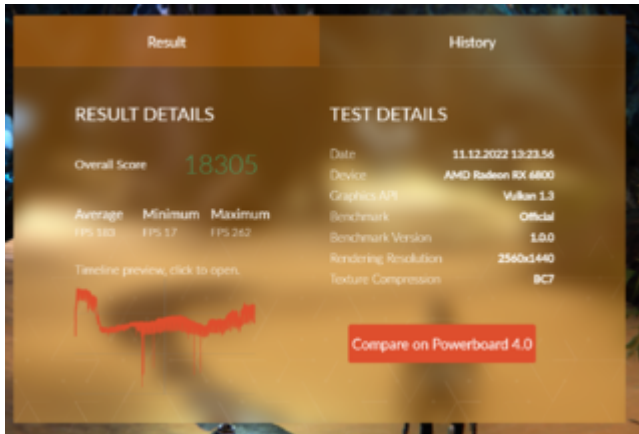 Result
History
RESULT DETAILS
Overall Score 18305
Average Minimum Maximum
FPS 183 FPS 17 FPS 262
Timeline preview, click to open.
TEST DETAILS
Date 11.12.2022 13:23.56
Device AMD Radeon RX 6800
Graphics API Vulkan 1.3
Benchmark Official
Benchmark Version 1.0.0
Rendering Resolution 2560x1440
Texture Compression BC7
Compare on Powerboard 4.0